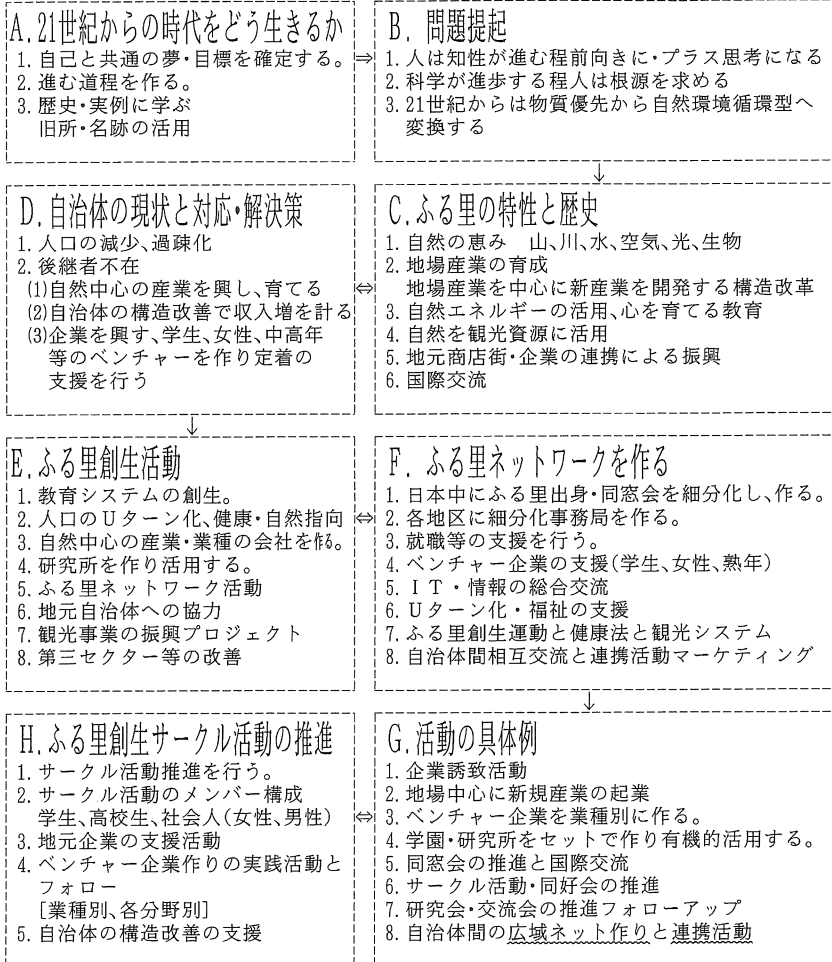 A. 21世紀からの時代をどう生きるか
1. 自己と共通の夢・目標を確定する。
2. 進む道程を作る。
3. 歴史・実例に学ぶ
旧所・名跡の活用
⇒
B. 問題提起
1. 人は知性が進む程前向きに・プラス思考になる
2. 科学が進歩する程人は根源を求める
3. 21世紀からは物質優先から自然環境循環型へ
変換する
↓
C. ふる里の特性と歴史
1. 自然の恵み 山、川、水、空気、光、生物
2. 地場産業の育成
地場産業を中心に新産業を開発する構造改革
3. 自然エネルギーの活用、心を育てる教育
4. 自然を観光資源に活用
5. 地元商店街・企業の連携による振興
6. 国際交流
⇔
D. 自治体の現状と対応・解決策
1. 人口の減少、過疎化
2. 後継者不在
(1)自然中心の産業を興し、育てる
(2)自治体の構造改善で収入増を計る
(3)企業を興す、学生、女性、中高年
等のベンチャーを作り定着の
支援を行う
↓
E. ふる里創生活動
1. 教育システムの創生。
2. 人口のUターン化、健康・自然指向
3. 自然中心の産業・業種の会社を作る。
4. 研究所を作り活用する。
5. ふる里ネットワーク活動
6. 地元自治体への協力
7. 観光事業の振興プロジェクト
8. 第三セクター等の改善
⇔
F. ふる里ネットワークを作る
1. 日本中にふる里出身・同窓会を細分化し、作る。
2. 各地区に細分化事務局を作る。
3. 就職等の支援を行う。
4. ベンチャー企業の支援(学生、女性、熟年)
5. IT・情報の総合交流
6. Uターン化・福祉の支援
7. ふる里創生運動と健康法と観光システム
8. 自治体間相互交流と連携活動マーケティング
↓
G. 活動の具体例
1. 企業誘致活動
2. 地場中心に新規産業の起業
3. ベンチャー企業を業種別に作る。
4. 学園・研究所をセットで作り有機的活用する。
5. 同窓会の推進と国際交流
6. サークル活動・同好会の推進
7. 研究会・交流会の推進フォローアップ
8. 自治体間の広域ネット作りと連携活動
⇔
H. ふる里創生サークル活動の推進
1. サークル活動推進を行う。
2. サークル活動のメンバー構成
学生、高校生、社会人(女性、男性)
3. 地元企業の支援活動
4. ベンチャー企業作りの実践活動と
フォロー
[業種別、各分野別]
5. 自治体の構造改善の支援